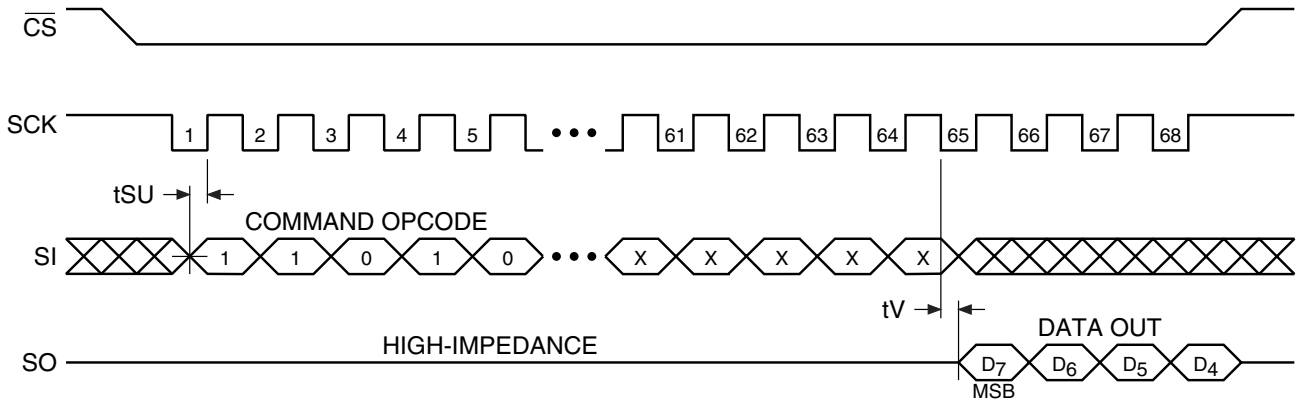 CS
SCK 1 2 3 4 5 ••• 61 62 63 64 65 66 67 68
tSU
COMMAND OPCODE
SI 1 1 0 1 0 ••• X X X X X
tV
DATA OUT
HIGH-IMPEDANCE
SO D7 D6 D5 D4
MSB